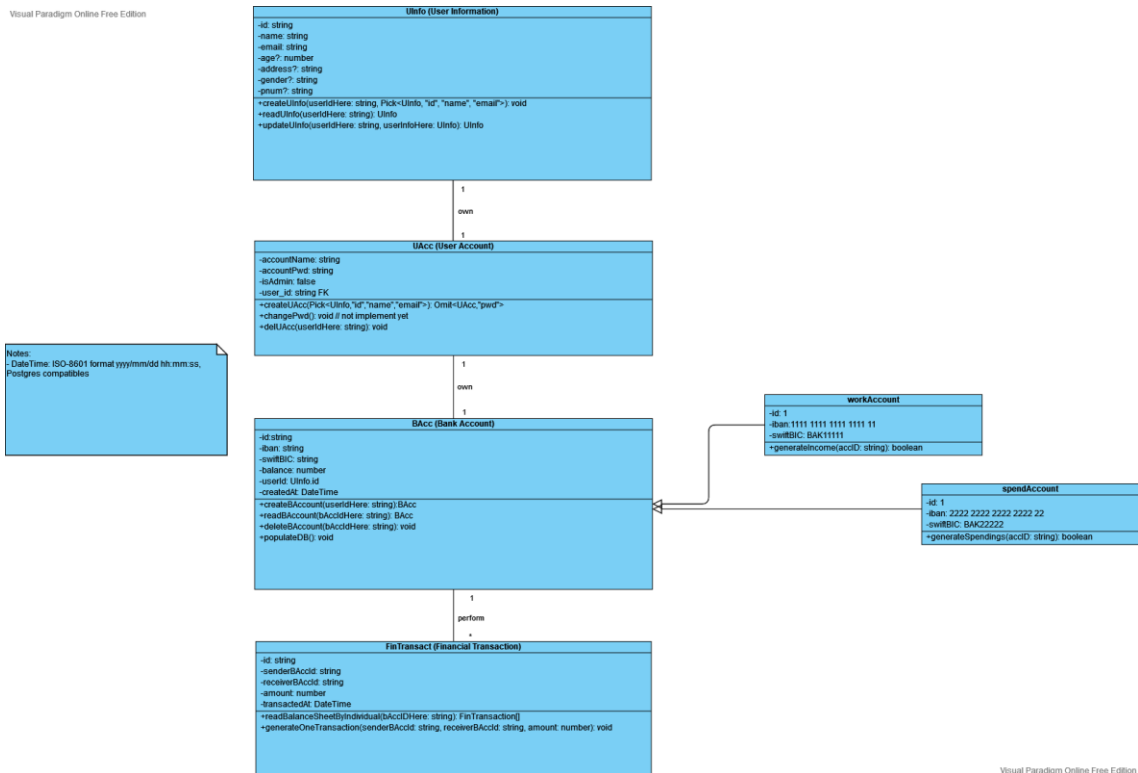 Visual Paradigm Online Free Edition
UInfo (User Information)
-id: string
-name: string
-email: string
-age?: number
-address?: string
-gender?: string
-pnum?: string
+createUInfo(userIdHere: string, Pick<UInfo, "id", "name", "email">): void
+readUInfo(userIdHere: string): UInfo
+updateUInfo(userIdHere: string, userInfoHere: UInfo): UInfo
1
own
1
UAcc (User Account)
-accountName: string
-accountPwd: string
-isAdmin: false
-user_id: string FK
+createUAcc(Pick<UInfo,"id","name","email">): Omit<UAcc,"pwd">
+changePwd(): void // not implement yet
+delUAcc(userIdHere: string): void
Notes:
- DateTime: ISO-8601 format yyyy/mm/dd hh:mm:ss,
Postgres compatibles
1
own
1
BAcc (Bank Account)
-id:string
-iban: string
-swiftBIC: string
-balance: number
-userId: UInfo.id
-createdAt: DateTime
+createBAccount(userIdHere: string):BAcc
+readBAccount(bAccIdHere: string): BAcc
+deleteBAccount(bAccIdHere: string): void
+populateDB(): void
workAccount
-id: 1
-iban:1111 1111 1111 1111 11
-swiftBIC: BAK11111
+generateIncome(accID: string): boolean
spendAccount
-id: 1
-iban: 2222 2222 2222 2222 22
-swiftBIC: BAK22222
+generateSpendings(accID: string): boolean
1
perform
*
FinTransact (Financial Transaction)
-id: string
-senderBAccId: string
-receiverBAccId: string
-amount: number
-transactedAt: DateTime
+readBalanceSheetByIndividual(bAccIDHere: string): FinTransaction[]
+generateOneTransaction(senderBAccId: string, receiverBAccId: string, amount: number): void
Visual Paradigm Online Free Edition